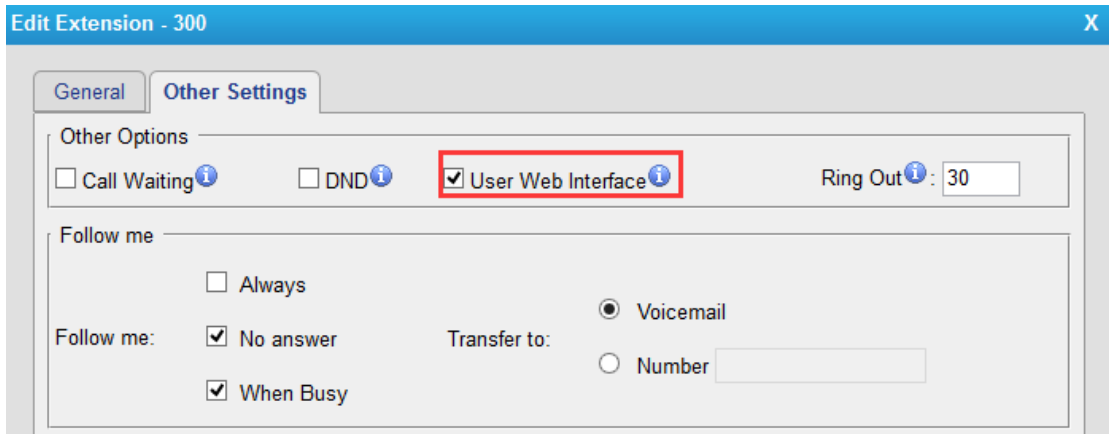 Edit Extension - 300 X
General Other Settings
Other Options
Call Waiting DND User Web Interface Ring Out : 30
Follow me
Always
Follow me: No answer Transfer to: Voicemail
Number
When Busy